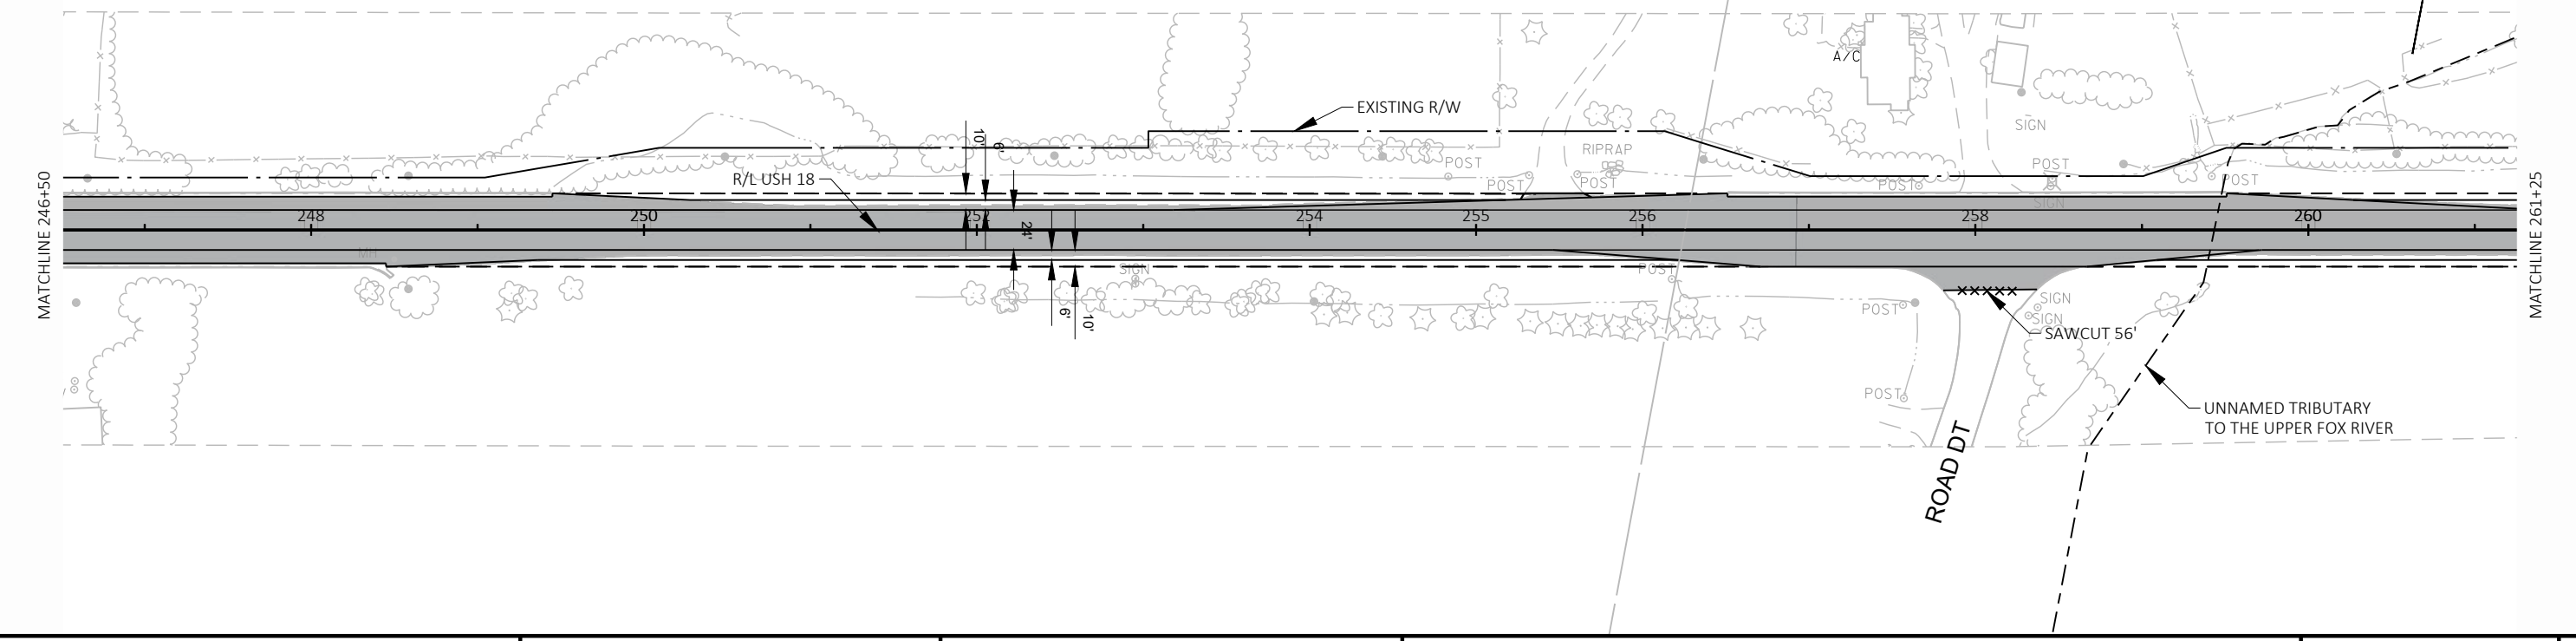 A/C
EXISTING R/W
SIGN
RIPRAP
POST
POST
POST
POST
POST
POST
SIGN
R/L USH 18
10'
6'
24'
6'
10'
MATCHLINE 246+50
MATCHLINE 261+25
248
250
252
254
255
256
258
260
MH
SIGN
POST
POST
SIGN
SIGN
SAWCUT 56'
POST
UNNAMED TRIBUTARY
TO THE UPPER FOX RIVER
ROAD DT